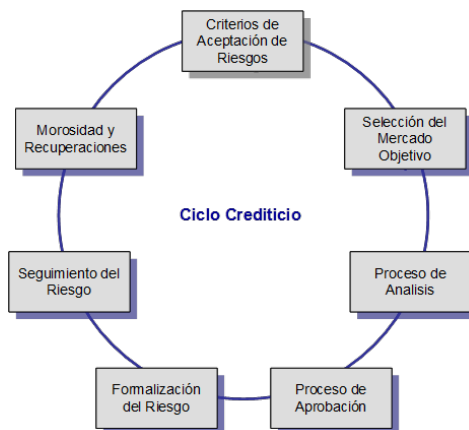 Criterios de
Aceptación de
Riesgos
Selección del
Mercado
Objetivo
Proceso de
Analisis
Proceso de
Aprobación
Formalización
del Riesgo
Seguimiento del
Riesgo
Morosidad y
Recuperaciones
Ciclo Crediticio